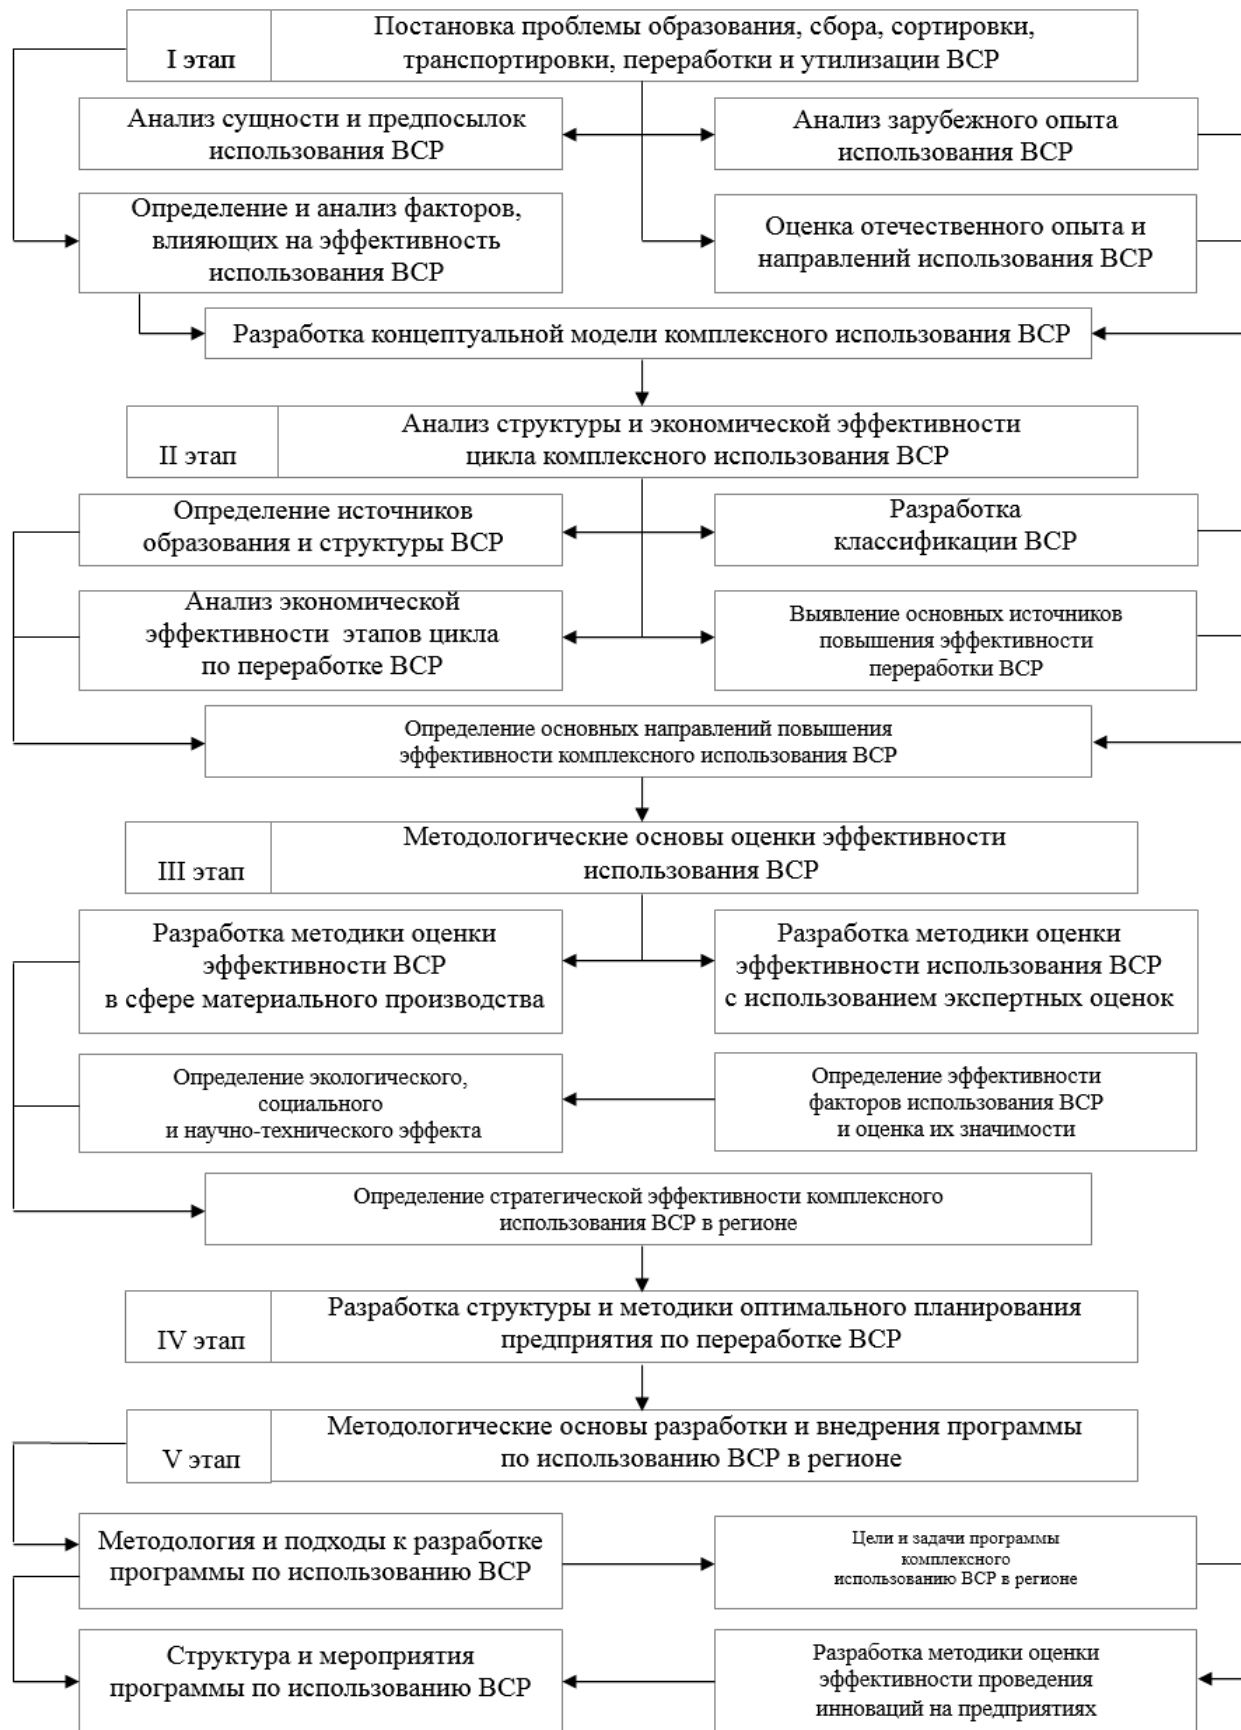 Постановка проблемы образования, сбора, сортировки,
транспортировки, переработки и утилизации ВСР
I этап
Анализ сущности и предпосылок
использования ВСР
Анализ зарубежного опыта
использования ВСР
Определение и анализ факторов,
влияющих на эффективность
использования ВСР
Оценка отечественного опыта и
направлений использования ВСР
Разработка концептуальной модели комплексного использования ВСР
Анализ структуры и экономической эффективности
цикла комплексного использования ВСР
II этап
Определение источников
образования и структуры ВСР
Разработка
классификации ВСР
Анализ экономической
эффективности этапов цикла
по переработке ВСР
Выявление основных источников
повышения эффективности
переработки ВСР
Определение основных направлений повышения
эффективности комплексного использования ВСР
Методологические основы оценки эффективности
использования ВСР
III этап
Разработка методики оценки
эффективности ВСР
в сфере материального производства
Разработка методики оценки
эффективности использования ВСР
с использованием экспертных оценок
Определение экологического,
социального
и научно-технического эффекта
Определение эффективности
факторов использования ВСР
и оценка их значимости
Определение стратегической эффективности комплексного
использования ВСР в регионе
Разработка структуры и методики оптимального планирования
предприятия по переработке ВСР
IV этап
Методологические основы разработки и внедрения программы
по использованию ВСР в регионе
V этап
Методология и подходы к разработке
программы по использованию ВСР
Цели и задачи программы
комплексного
использованию ВСР в регионе
Структура и мероприятия
программы по использованию ВСР
Разработка методики оценки
эффективности проведения
инноваций на предприятиях